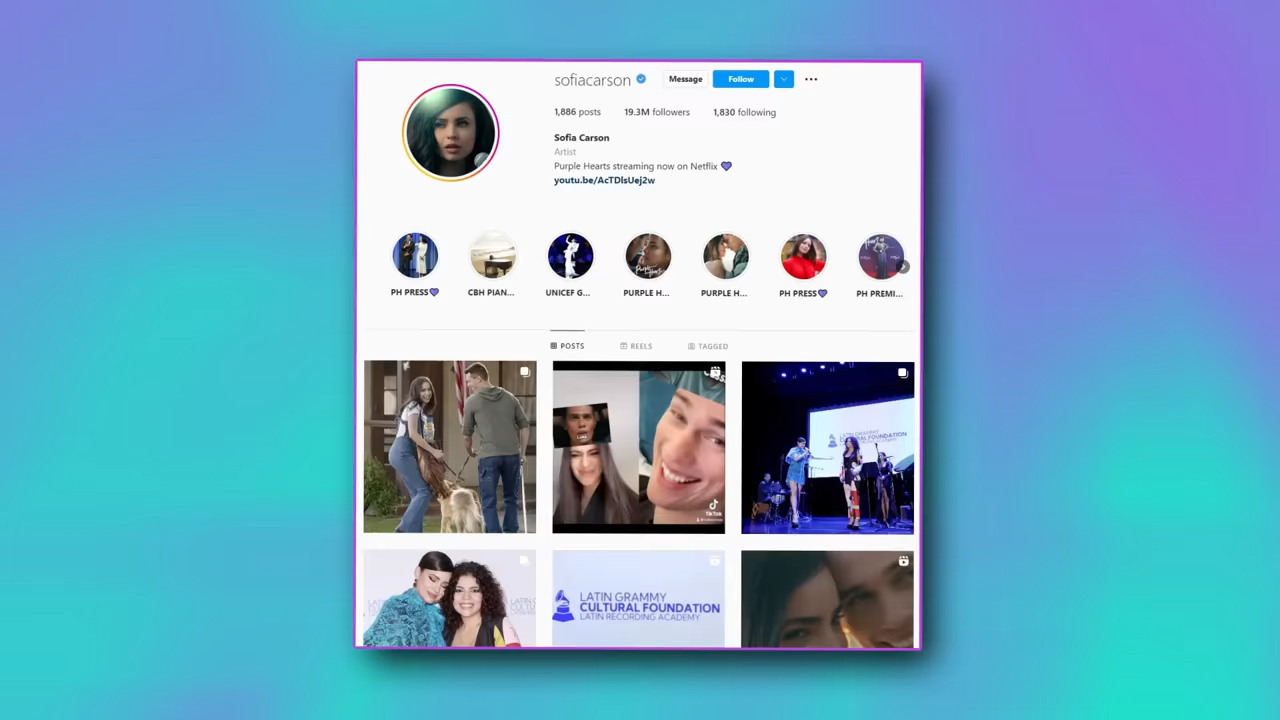 sofiacarson Message Follow
1,886 posts 19.3M followers 1,830 following
Sofia Carson
Artist
Purple Hearts streaming now on Netflix 💜
youtu.be/AcTDlsUej2w
PH PRESS💜 CBH PIAN... UNICEF G... PURPLE H... PURPLE H... PH PRESS💜 PH PREMI...
POSTS REELS TAGGED
Luke
TikTok
LATIN GRAMMY
CULTURAL FOUNDATION
LATIN GRAMMY
CULTURAL FOUNDATION
LATIN RECORDING ACADEMY